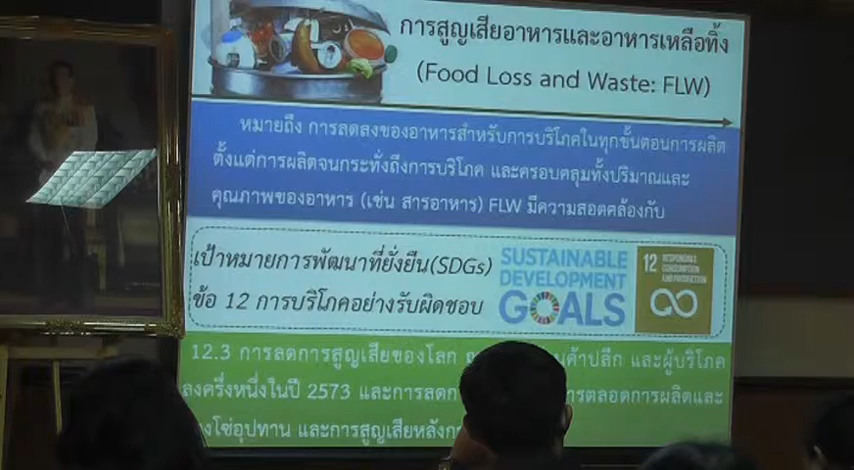 การสูญเสียอาหารและอาหารเหลือทิ้ง
(Food Loss and Waste: FLW)
หมายถึง การลดลงของอาหารสำหรับการบริโภคในทุกขั้นตอนการผลิต
ตั้งแต่การผลิตจนกระทั่งถึงการบริโภค และครอบคลุมทั้งปริมาณและ
คุณภาพของอาหาร (เช่น สารอาหาร) FLW มีความสอดคล้องกับ
เป้าหมายการพัฒนาที่ยั่งยืน(SDGs)
ข้อ 12 การบริโภคอย่างรับผิดชอบ
SUSTAINABLE
DEVELOPMENT
GOALS
12 RESPONSIBLE
CONSUMPTION
AND PRODUCTION
12.3 การลดการสูญเสียของโลก ค้าปลีก และผู้บริโภค
ลงครึ่งหนึ่งในปี 2573 และการลด ตลอดการผลิตและ
โซ่อุปทาน และการสูญเสียหลัง